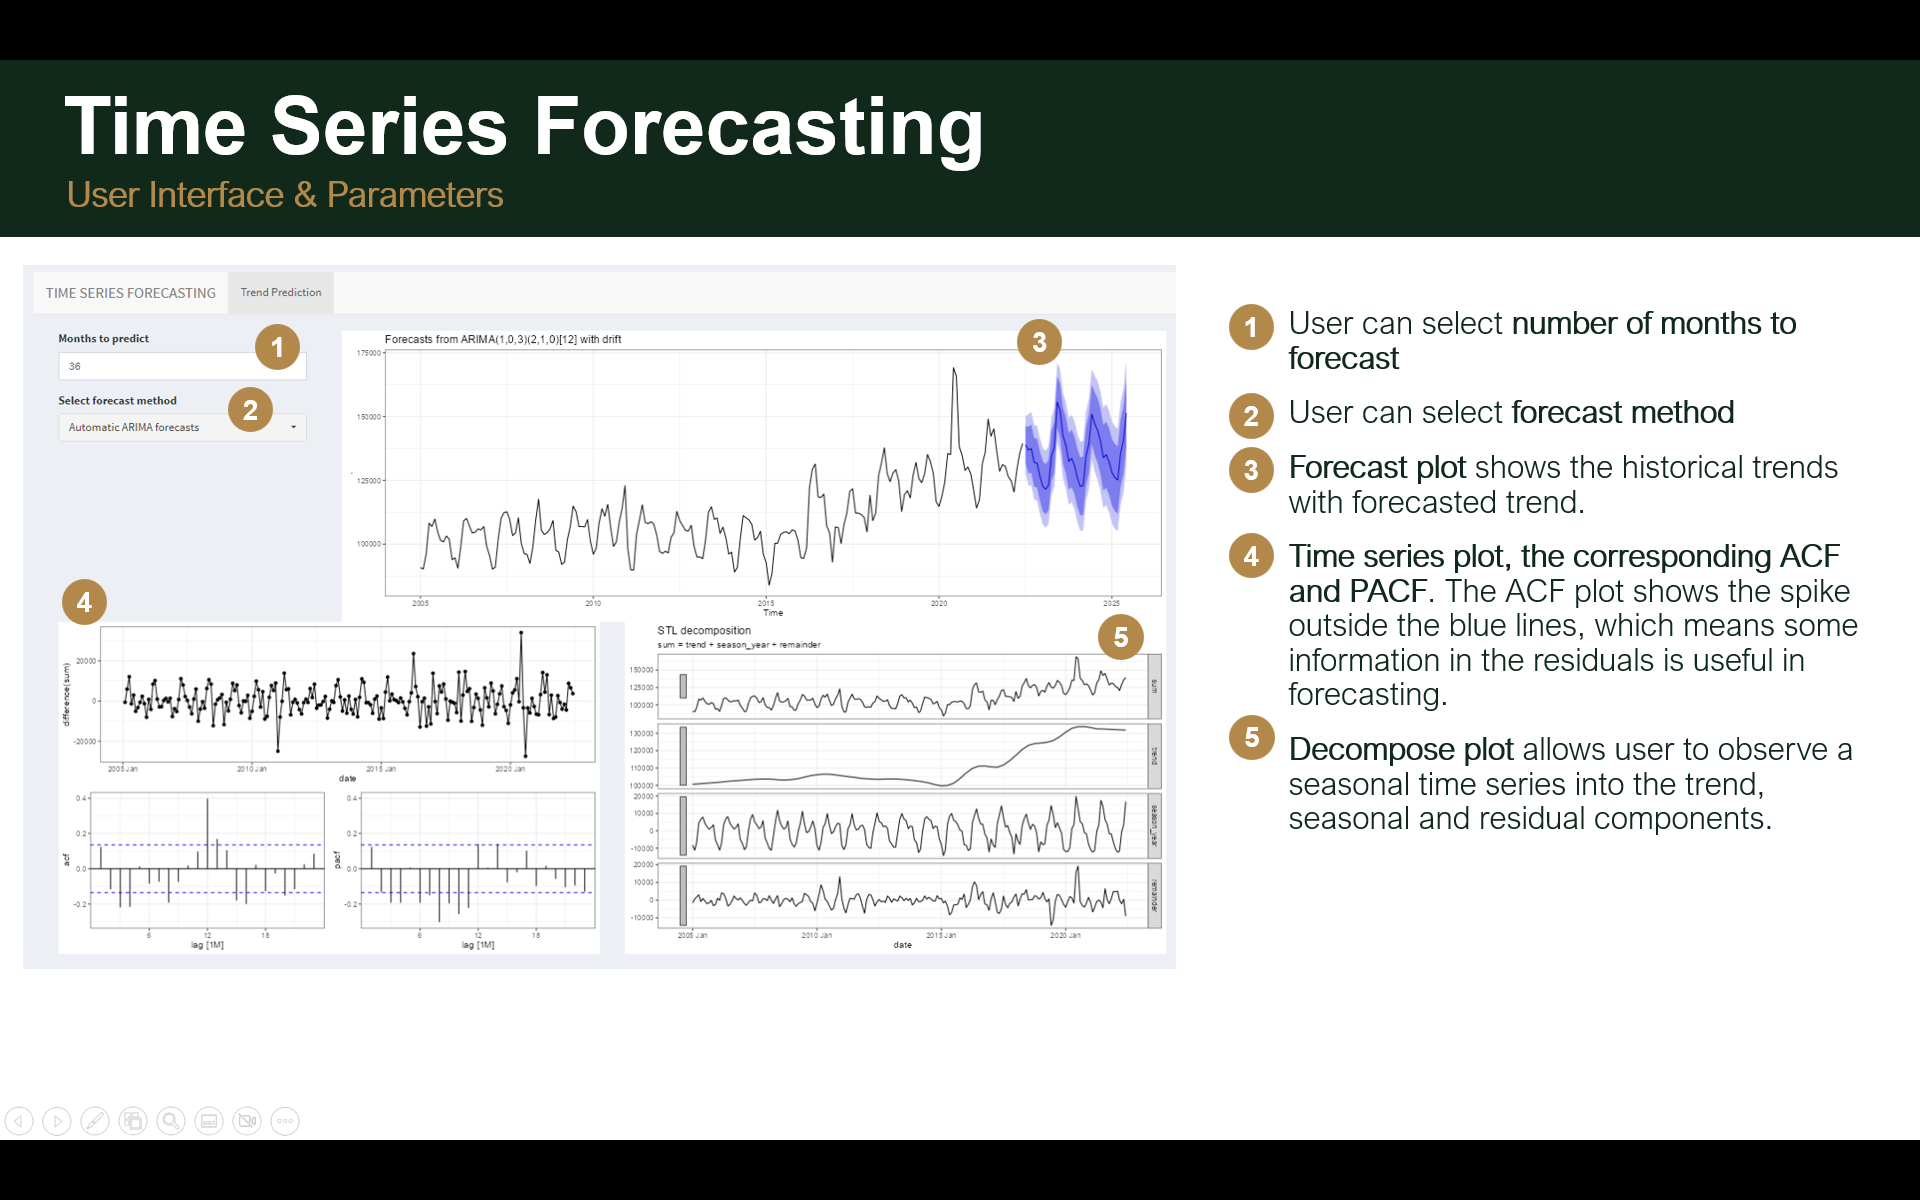 Time Series Forecasting
User Interface & Parameters
TIME SERIES FORECASTING
Trend Prediction
Months to predict
1
36
Select forecast method
2
Automatic ARIMA forecasts
Forecasts from ARIMA(1,0,3)(2,1,0)[12] with drift
3
175000
150000
125000
100000
2005
2010
2015
2020
2025
Time
4
difference(sum)
20000
0
-20000
2005 Jan
2010 Jan
2015 Jan
2020 Jan
date
acf
0.4
0.2
0.0
-0.2
6
12
18
lag [1M]
pacf
0.4
0.2
0.0
-0.2
6
12
18
lag [1M]
STL decomposition
sum = trend + season_year + remainder
5
150000
125000
100000
sum
130000
120000
110000
100000
trend
20000
10000
0
-10000
season_year
20000
10000
0
-10000
remainder
2005 Jan
2010 Jan
2015 Jan
2020 Jan
date
1 User can select number of months to
forecast
2 User can select forecast method
3 Forecast plot shows the historical trends
with forecasted trend.
4 Time series plot, the corresponding ACF
and PACF. The ACF plot shows the spike
outside the blue lines, which means some
information in the residuals is useful in
forecasting.
5 Decompose plot allows user to observe a
seasonal time series into the trend,
seasonal and residual components.